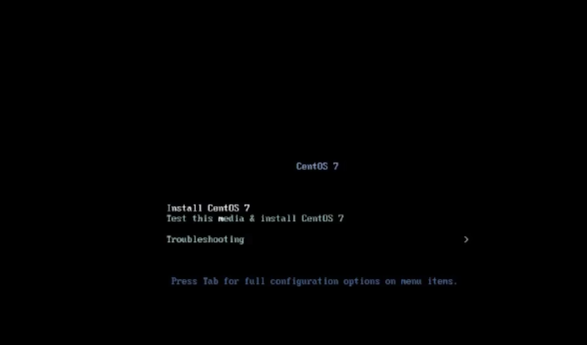 CentOS 7
Install CentOS 7
Test this media & install CentOS 7
Troubleshooting >
Press Tab for full configuration options on menu items.